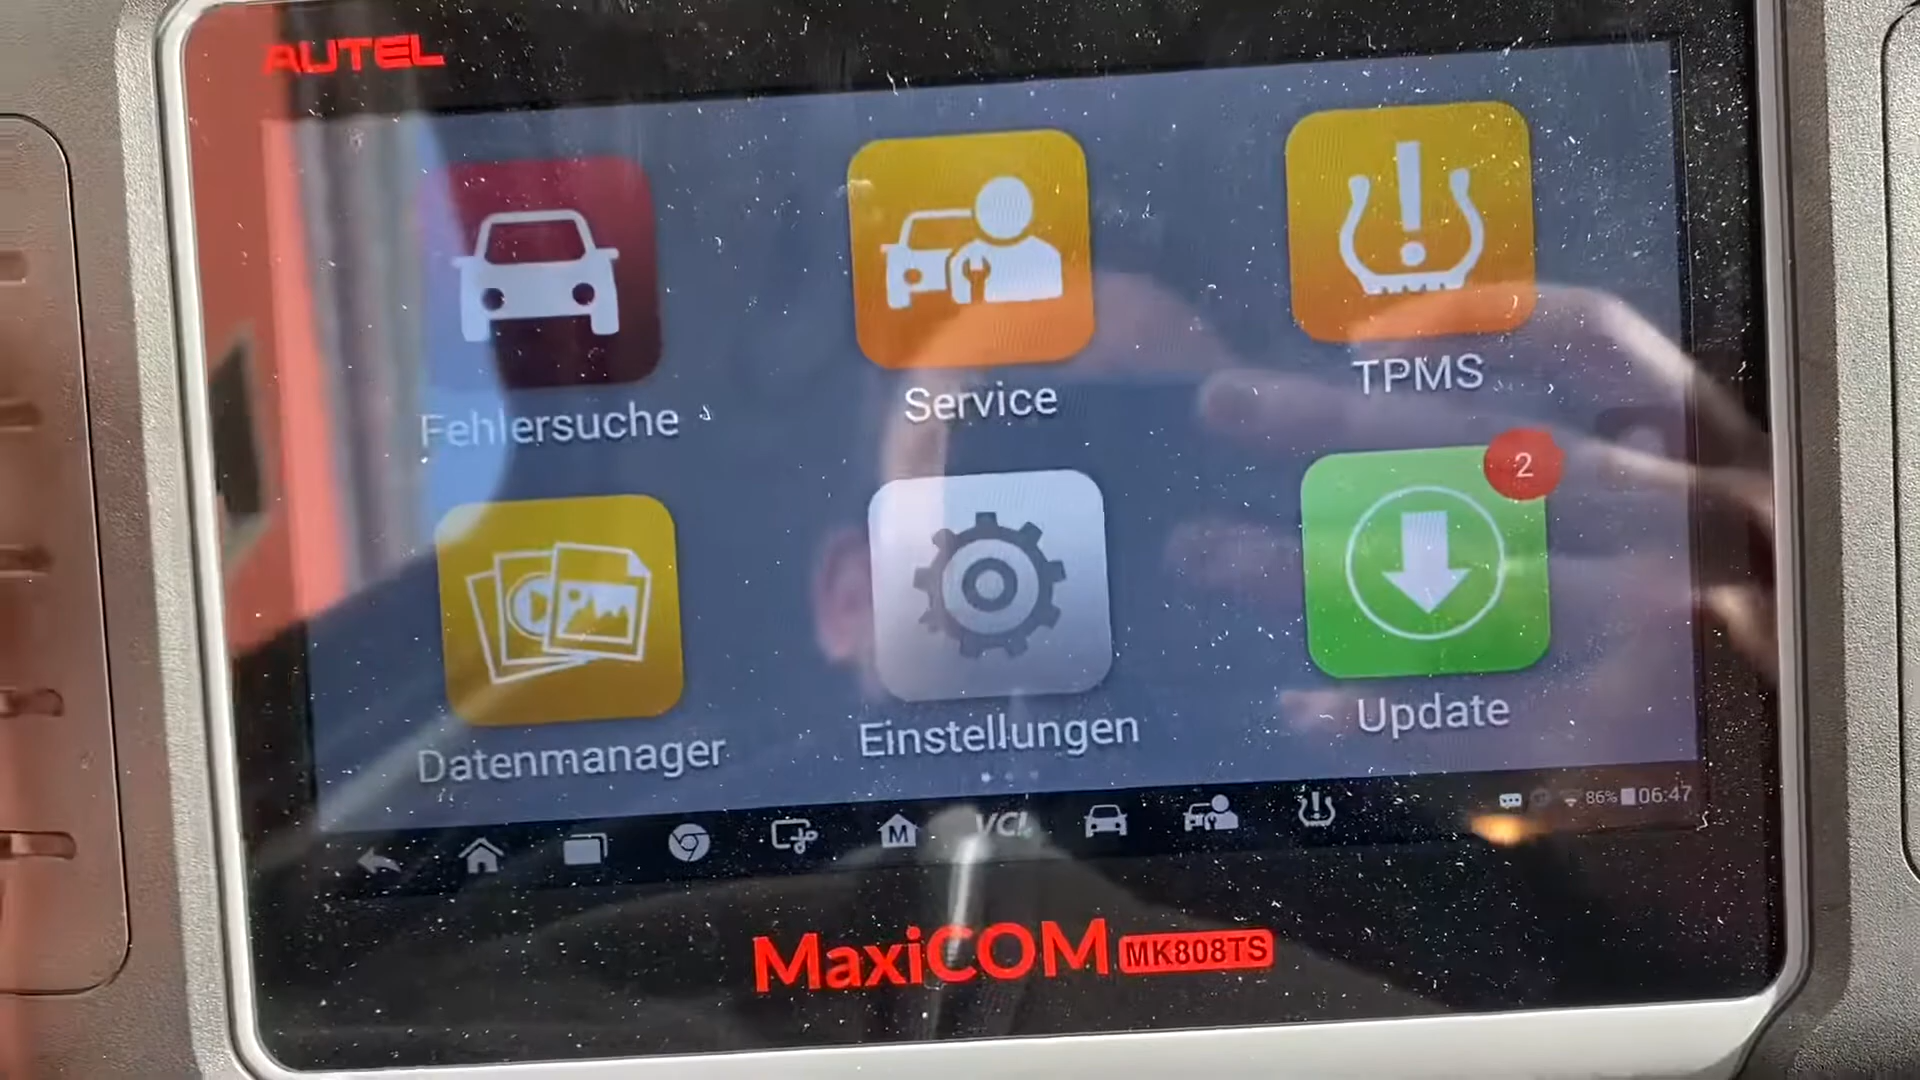 AUTEL
Fehlersuche
Service
TPMS
2
Datenmanager
Einstellungen
Update
M
VCI
86% 06:47
MaxiCOM MK808TS